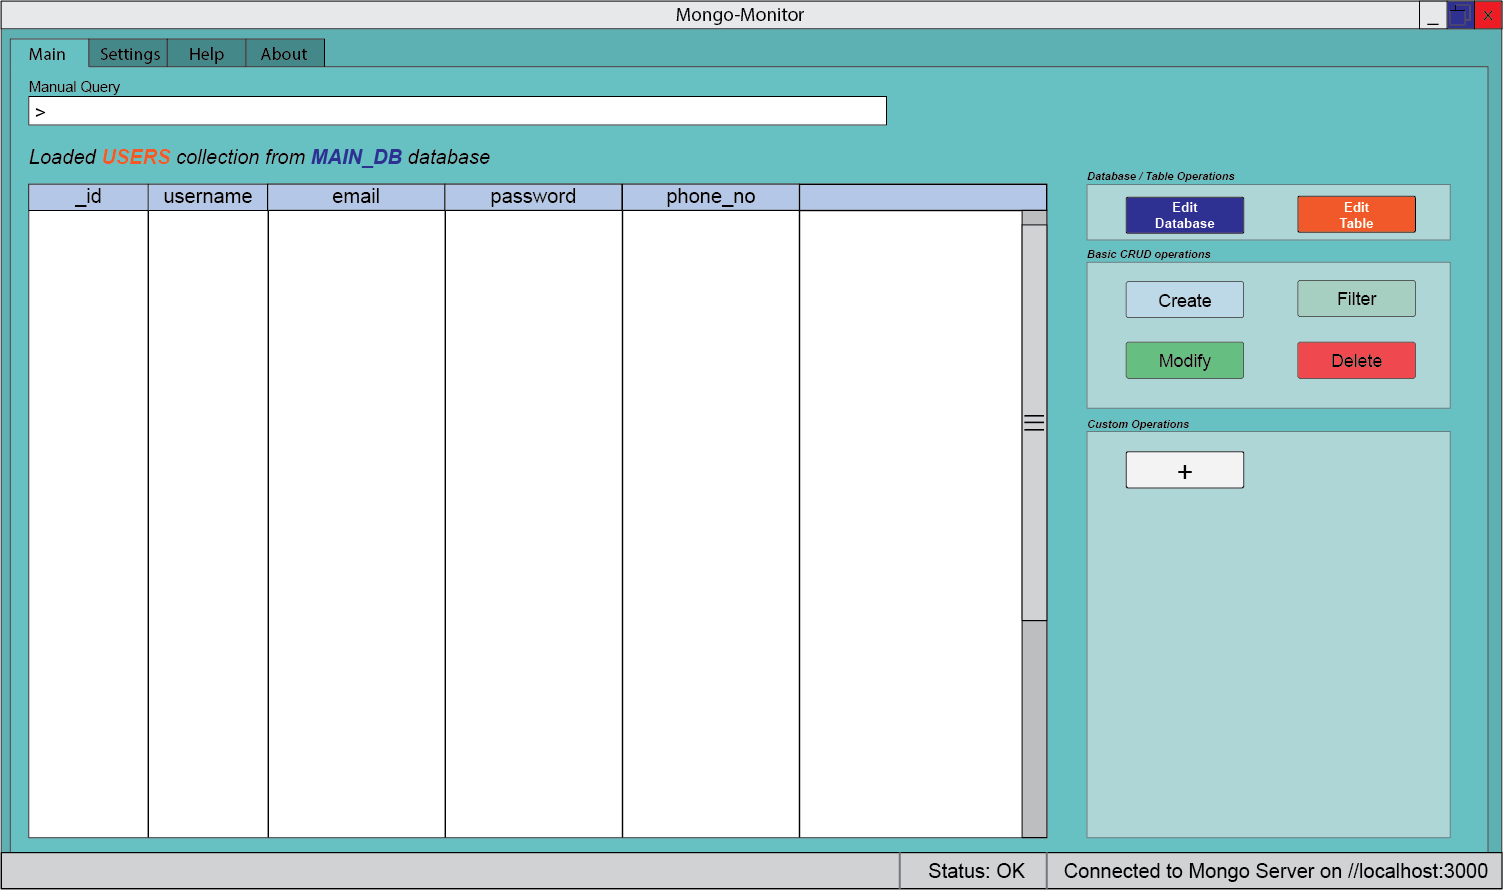 Mongo-Monitor
_ x
Main Settings Help About
Manual Query
>
Loaded USERS collection from MAIN_DB database
_id username email password phone_no
Database / Table Operations
Edit
Database
Edit
Table
Basic CRUD operations
Create Filter
Modify Delete
Custom Operations
+
Status: OK Connected to Mongo Server on //localhost:3000